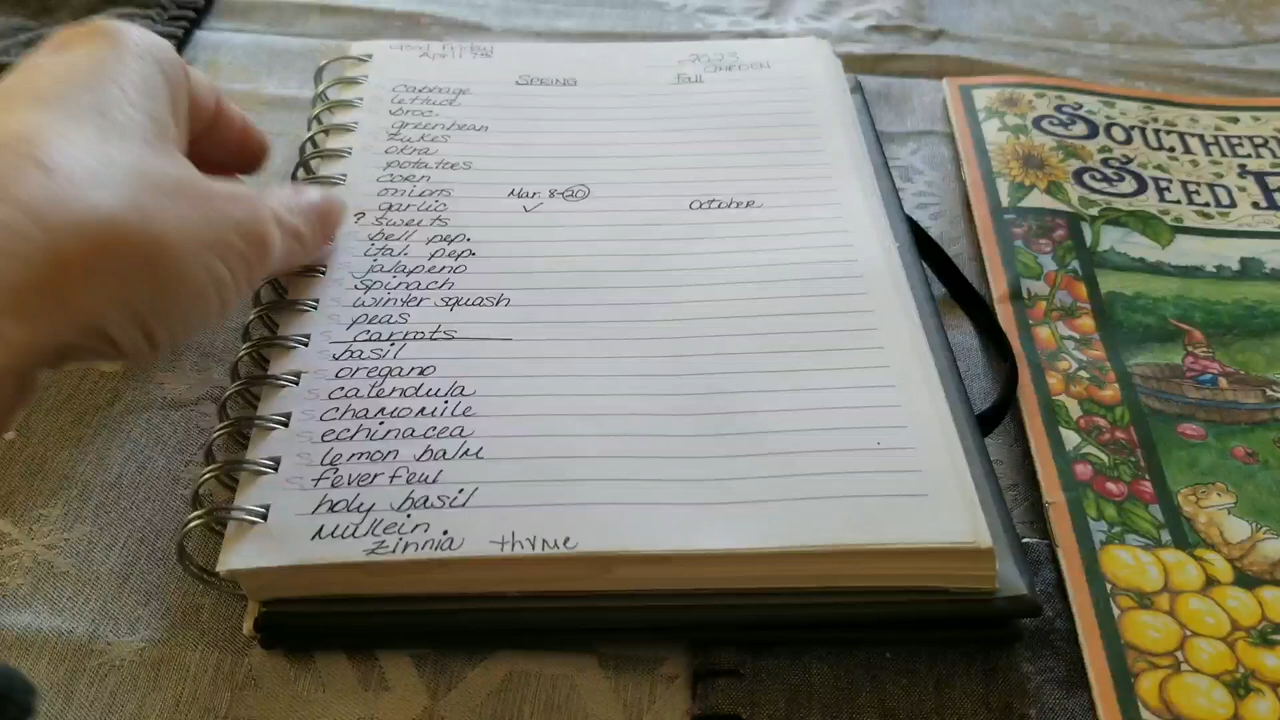 Good Friday
April 7th
2023
GARDEN
SPRING Fall
cabbage
lettuce
broc.
greenbean
zukes
okra
potatoes
corn
onions Mar. 8-20
garlic ✓ October
? sweets
bell pep.
ital. pep.
jalapeno
spinach
winter squash
peas
carrots
basil
oregano
S calendula
S chamomile
S echinacea
S lemon balm
S feverfew
holy basil
mullein
zinnia thyme
SOUTHERN
SEED